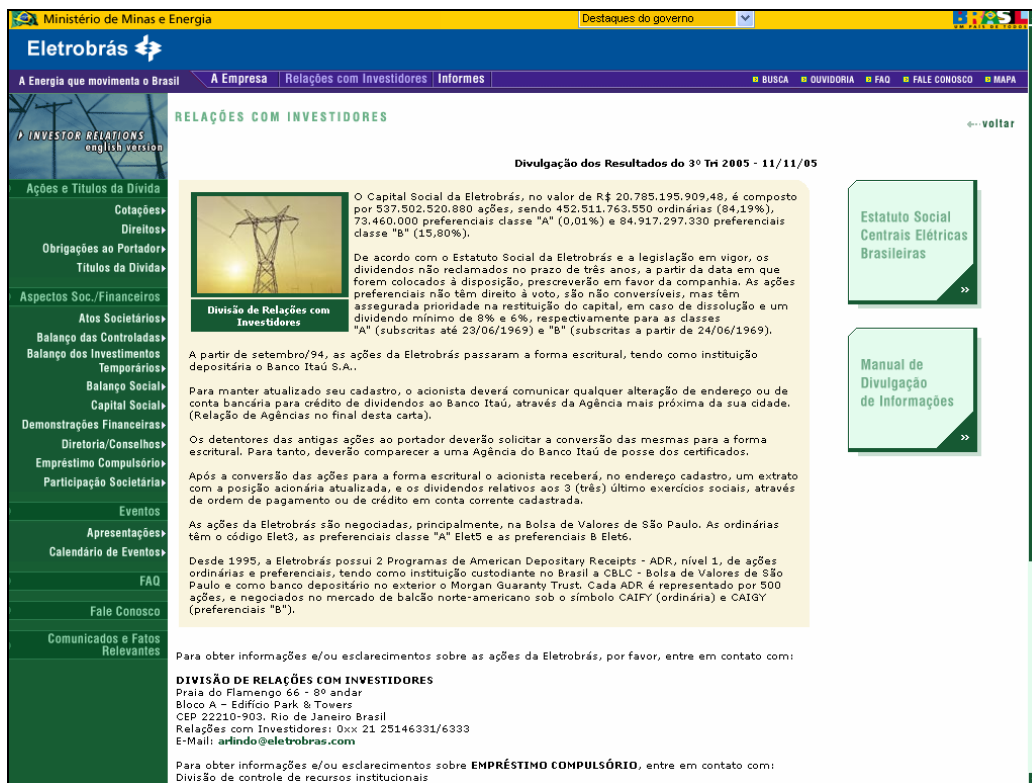 Ministério de Minas e Energia
Destaques do governo
BRASIL
UM PAÍS DE TODOS
Eletrobrás
A Energia que movimenta o Brasil
A Empresa
Relações com Investidores
Informes
BUSCA
OUVIDORIA
FAQ
FALE CONOSCO
MAPA
INVESTOR RELATIONS
english version
Ações e Títulos da Dívida
Cotações
Direitos
Obrigações ao Portador
Títulos da Dívida
Aspectos Soc./Financeiros
Atos Societários
Balanço das Controladas
Balanço dos Investimentos
Temporários
Balanço Social
Capital Social
Demonstrações Financeiras
Diretoria/Conselhos
Empréstimo Compulsório
Participação Societária
Eventos
Apresentações
Calendário de Eventos
FAQ
Fale Conosco
Comunicados e Fatos
Relevantes
RELAÇÕES COM INVESTIDORES
voltar
Divulgação dos Resultados do 3º Tri 2005 - 11/11/05
Divisão de Relações com
Investidores
O Capital Social da Eletrobrás, no valor de R$ 20.785.195.909,48, é composto
por 537.502.520.880 ações, sendo 452.511.763.550 ordinárias (84,19%),
73.460.000 preferenciais classe "A" (0,01%) e 84.917.297.330 preferenciais
classe "B" (15,80%).
De acordo com o Estatuto Social da Eletrobrás e a legislação em vigor, os
dividendos não reclamados no prazo de três anos, a partir da data em que
forem colocados à disposição, prescreverão em favor da companhia. As ações
preferenciais não têm direito à voto, são não conversíveis, mas têm
assegurada prioridade na restituição do capital, em caso de dissolução e um
dividendo mínimo de 8% e 6%, respectivamente para as classes
"A" (subscritas até 23/06/1969) e "B" (subscritas a partir de 24/06/1969).
A partir de setembro/94, as ações da Eletrobrás passaram a forma escritural, tendo como instituição
depositária o Banco Itaú S.A..
Para manter atualizado seu cadastro, o acionista deverá comunicar qualquer alteração de endereço ou de
conta bancária para crédito de dividendos ao Banco Itaú, através da Agência mais próxima da sua cidade.
(Relação de Agências no final desta carta).
Os detentores das antigas ações ao portador deverão solicitar a conversão das mesmas para a forma
escritural. Para tanto, deverão comparecer a uma Agência do Banco Itaú de posse dos certificados.
Após a conversão das ações para a forma escritural o acionista receberá, no endereço cadastrado, um extrato
com a posição acionária atualizada, e os dividendos relativos aos 3 (três) último exercícios sociais, através
de ordem de pagamento ou de crédito em conta corrente cadastrada.
As ações da Eletrobrás são negociadas, principalmente, na Bolsa de Valores de São Paulo. As ordinárias
têm o código Elet3, as preferenciais classe "A" Elet5 e as preferenciais B Elet6.
Desde 1995, a Eletrobrás possui 2 Programas de American Depositary Receipts - ADR, nível 1, de ações
ordinárias e preferenciais, tendo como instituição custodiante no Brasil a CBLC - Bolsa de Valores de São
Paulo e como banco depositário no exterior o Morgan Guaranty Trust. Cada ADR é representado por 500
ações, e negociados no mercado de balcão norte-americano sob o símbolo CAIFY (ordinária) e CAIGY
(preferenciais "B").
Estatuto Social
Centrais Elétricas
Brasileiras
Manual de
Divulgação
de Informações
Para obter informações e/ou esclarecimentos sobre as ações da Eletrobrás, por favor, entre em contato com:
DIVISÃO DE RELAÇÕES COM INVESTIDORES
Praia do Flamengo 66 - 8º andar
Bloco A – Edifício Park & Towers
CEP 22210-903. Rio de Janeiro Brasil
Relações com Investidores: 0xx 21 25146331/6333
E-Mail: arlindo@eletrobras.com
Para obter informações e/ou esclarecimentos sobre EMPRÉSTIMO COMPULSÓRIO, entre em contato com:
Divisão de controle de recursos institucionais